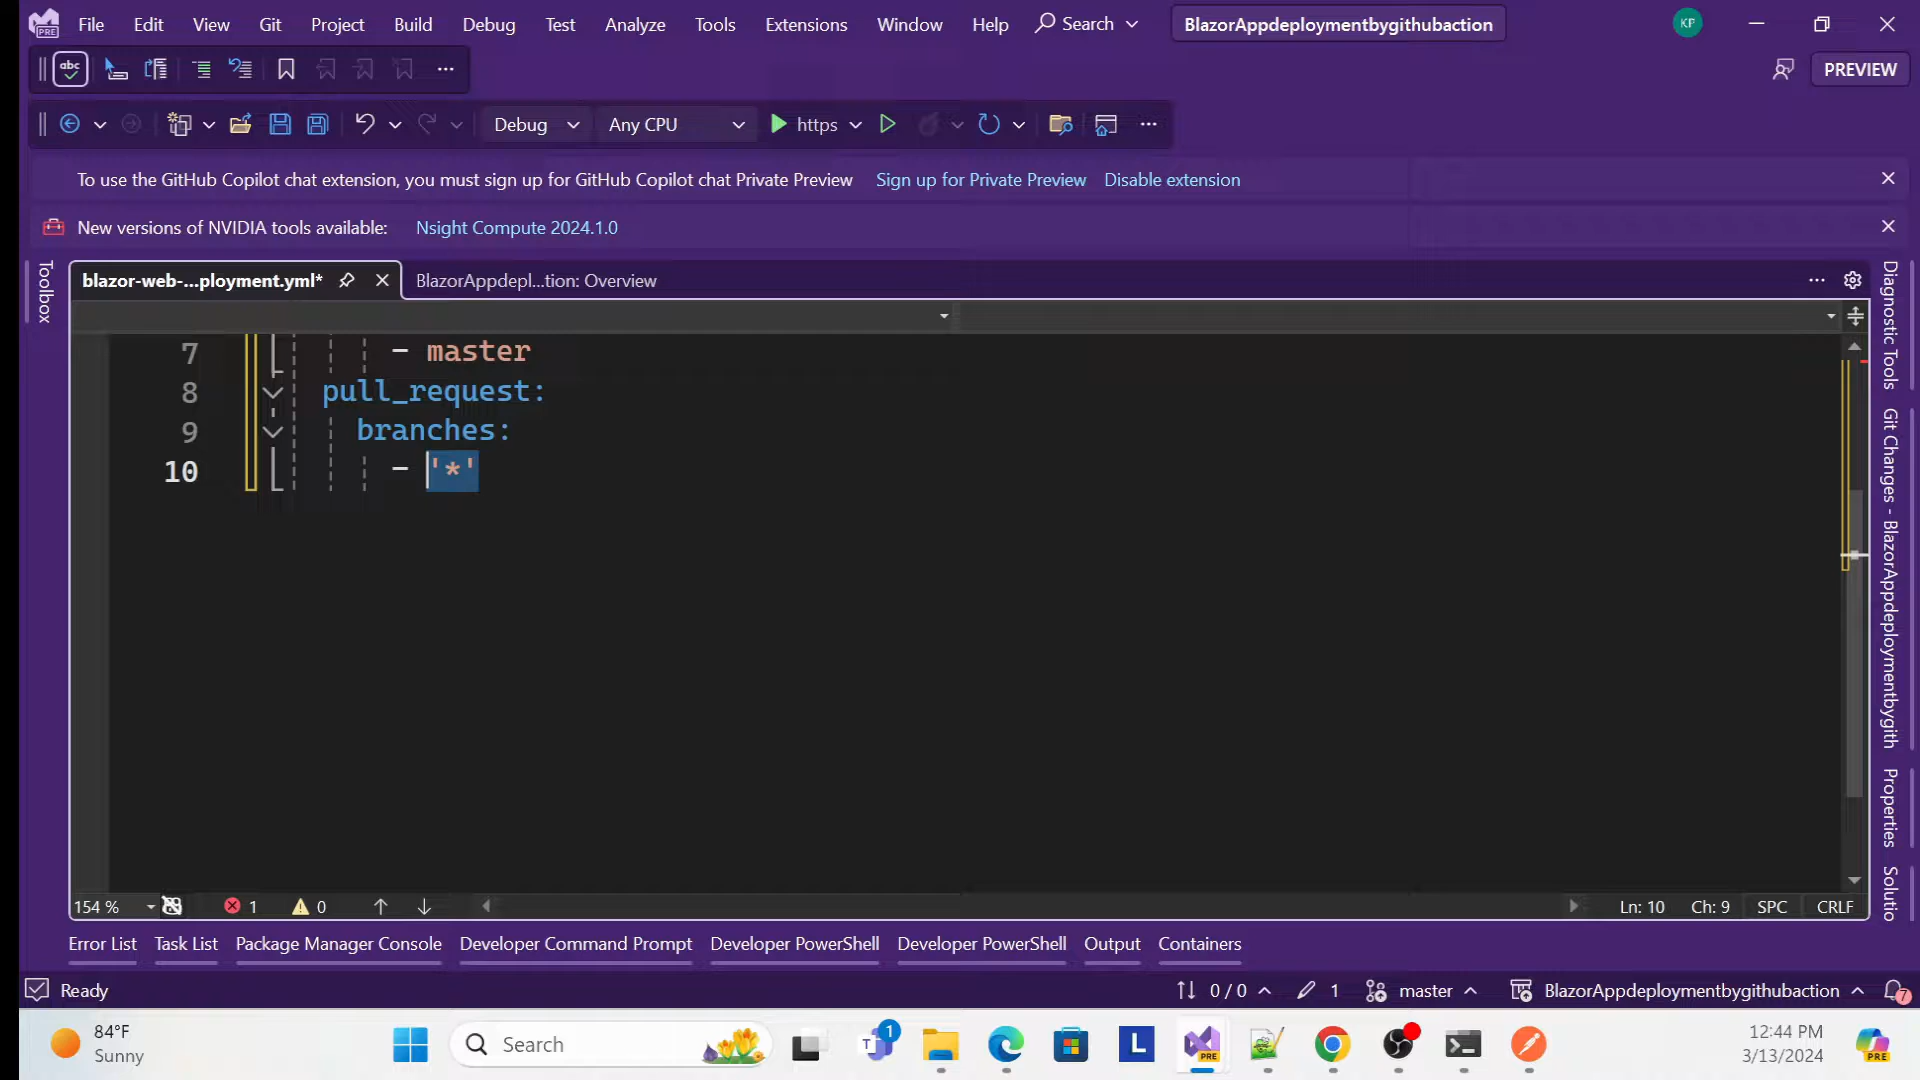 File Edit View Git Project Build Debug Test Analyze Tools Extensions Window Help Search BlazorAppdeploymentbygithubaction KP
abc PREVIEW
Debug Any CPU https
To use the GitHub Copilot chat extension, you must sign up for GitHub Copilot chat Private Preview Sign up for Private Preview Disable extension
New versions of NVIDIA tools available: Nsight Compute 2024.1.0
Toolbox
blazor-web-...ployment.yml* BlazorAppdepl...tion: Overview
7 - master
8 pull_request:
9 branches:
10 - '*'
Diagnostic Tools
Git Changes - BlazorAppdeploymentbygith
Properties
Solutio
154 % 1 0 Ln: 10 Ch: 9 SPC CRLF
Error List Task List Package Manager Console Developer Command Prompt Developer PowerShell Developer PowerShell Output Containers
Ready 0 / 0 1 master BlazorAppdeploymentbygithubaction 7
84°F
Sunny
Search
1
T
L
PRE
12:44 PM
3/13/2024
PRE